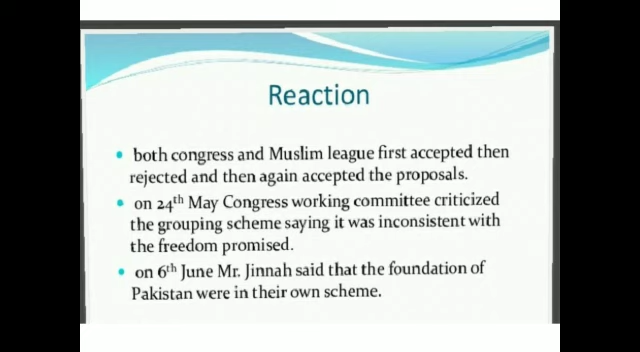 Reaction
both congress and Muslim league first accepted then
rejected and then again accepted the proposals.
on 24th May Congress working committee criticized
the grouping scheme saying it was inconsistent with
the freedom promised.
on 6th June Mr. Jinnah said that the foundation of
Pakistan were in their own scheme.